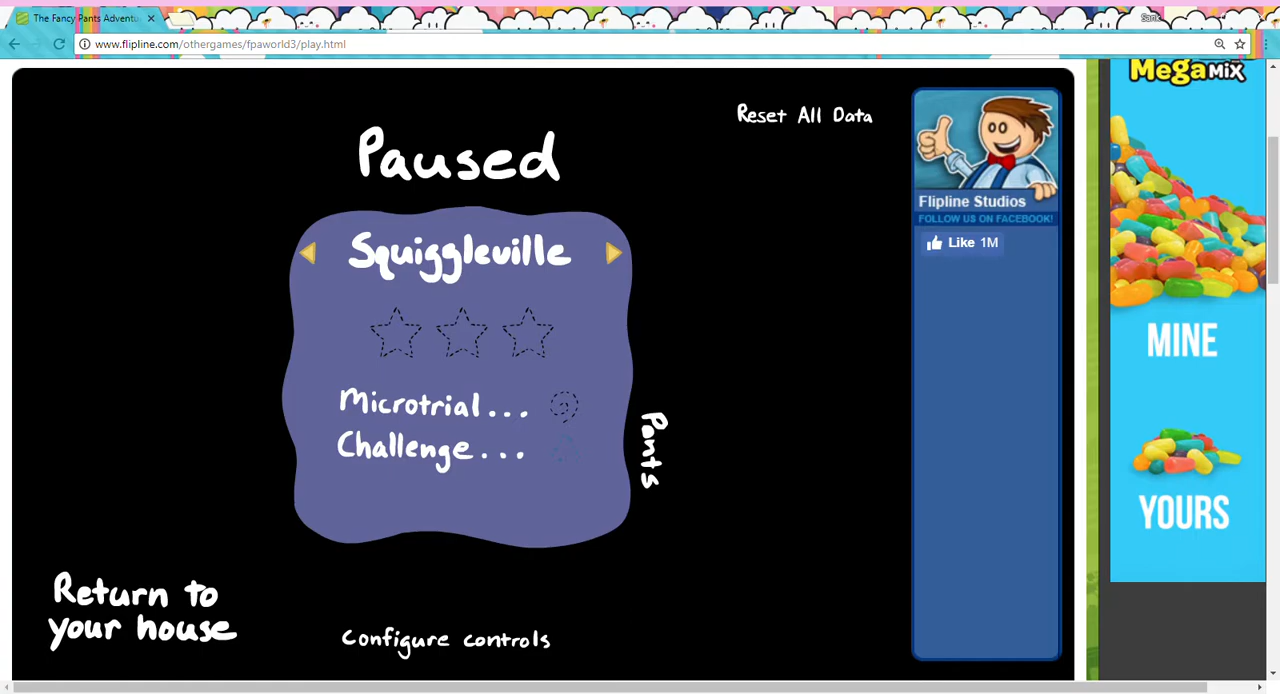 The Fancy Pants Adventu
www.flipline.com/othergames/fpaworld3/play.html
Reset All Data
Paused
Squiggleville
Microtrial...
Challenge...
Pants
Return to
your house
Configure controls
Flipline Studios
FOLLOW US ON FACEBOOK!
Like 1M
MegaMix
MINE
YOURS